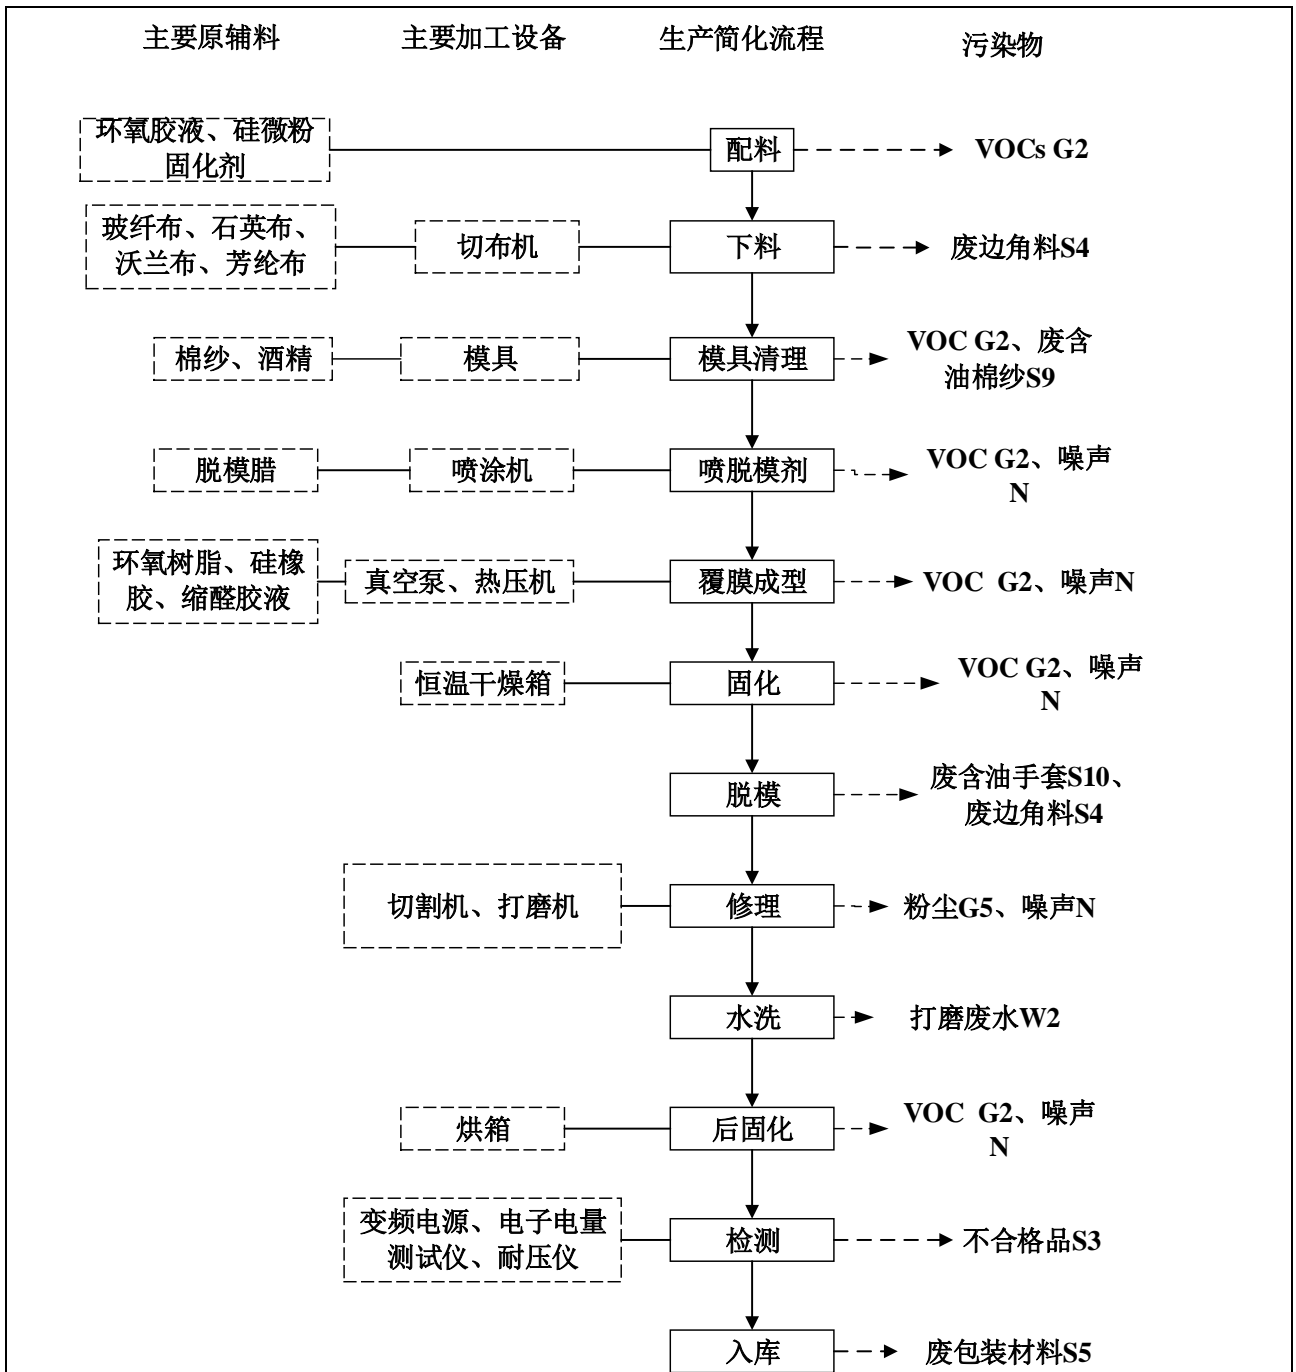 主要原辅料
主要加工设备
生产简化流程
污染物
环氧胶液、硅微粉
固化剂
配料
VOCs G2
玻纤布、石英布、
沃兰布、芳纶布
切布机
下料
废边角料S4
棉纱、酒精
模具
模具清理
VOC G2、废含
油棉纱S9
脱模腊
喷涂机
喷脱模剂
VOC G2、噪声
N
环氧树脂、硅橡
胶、缩醛胶液
真空泵、热压机
覆膜成型
VOC G2、噪声N
恒温干燥箱
固化
VOC G2、噪声
N
脱模
废含油手套S10、
废边角料S4
切割机、打磨机
修理
粉尘G5、噪声N
水洗
打磨废水W2
烘箱
后固化
VOC G2、噪声
N
变频电源、电子电量
测试仪、耐压仪
检测
不合格品S3
入库
废包装材料S5